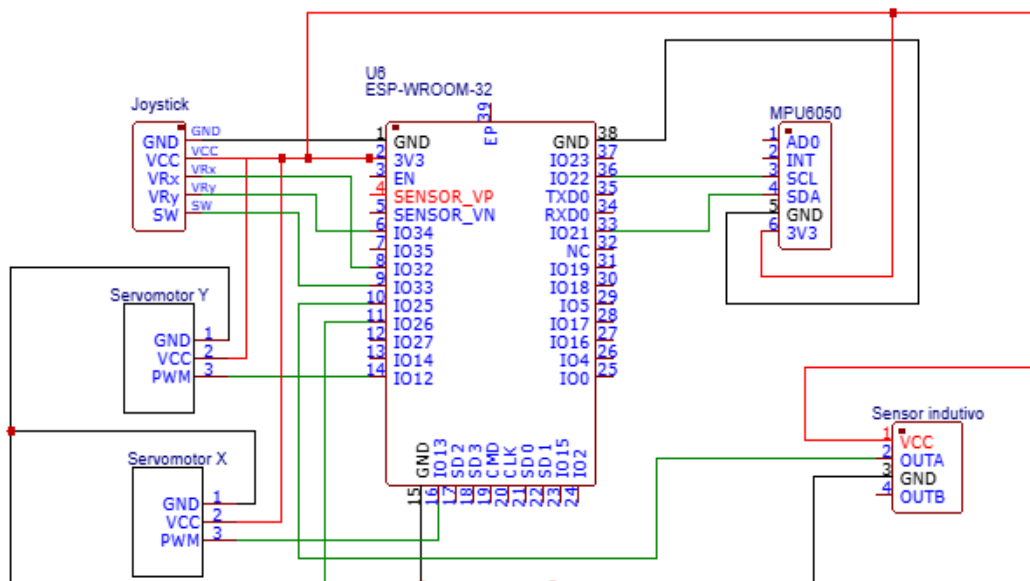 U6
ESP-WROOM-32
Joystick
GND GND
VCC VCC
VRx VRx
VRy VRy
SW SW
EP 39
1 GND
2 3V3
3 EN
4 SENSOR_VP
5 SENSOR_VN
6 IO34
7 IO35
8 IO32
9 IO33
10 IO25
11 IO26
12 IO27
13 IO14
14 IO12
GND 38
IO23 37
IO22 36
TXD0 35
RXD0 34
IO21 33
NC 32
IO19 31
IO18 30
IO5 29
IO17 28
IO16 27
IO4 26
IO0 25
15 GND
16 IO13
17 SD2
18 SD3
19 CMD
20 CLK
21 SD0
22 SD1
23 IO15
24 IO2
MPU6050
1 AD0
2 INT
3 SCL
4 SDA
5 GND
6 3V3
Servomotor Y
GND 1
VCC 2
PWM 3
Servomotor X
GND 1
VCC 2
PWM 3
Sensor indutivo
1 VCC
2 OUTA
3 GND
4 OUTB